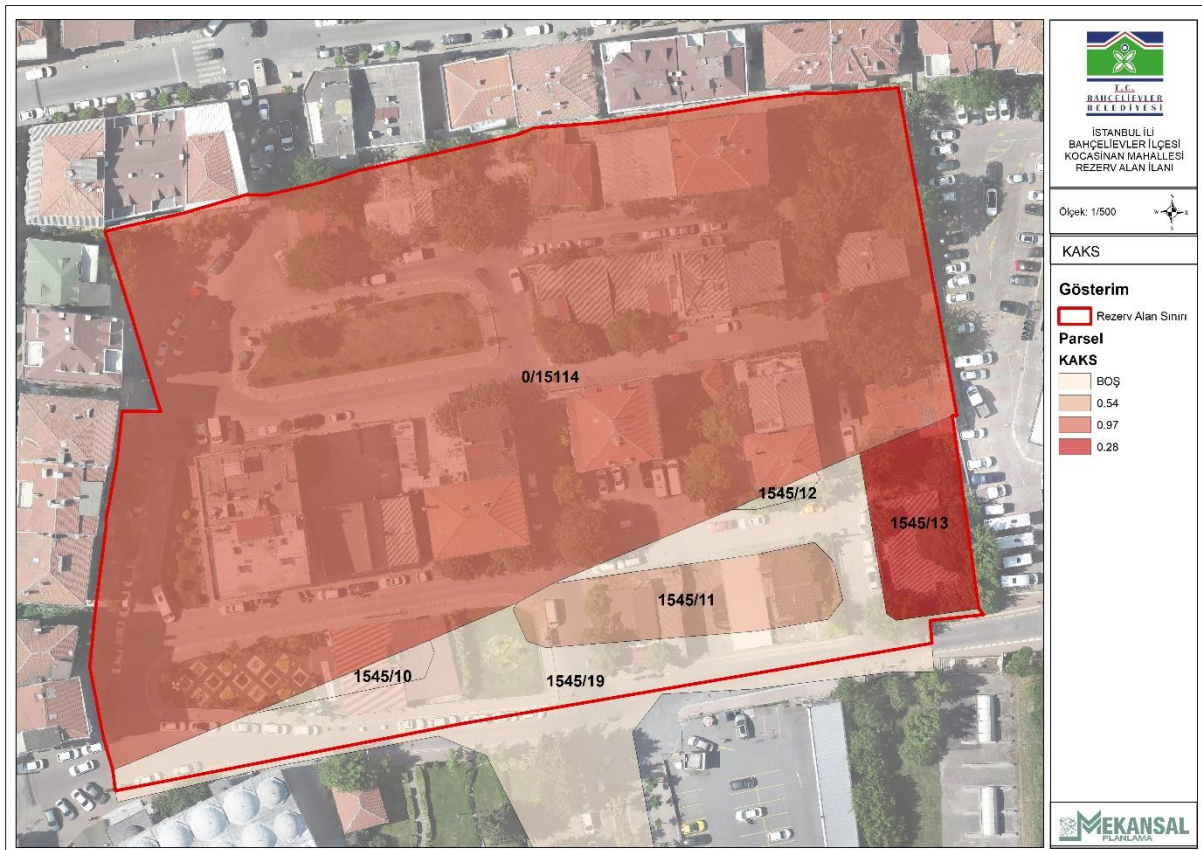 T.C.
BAHÇELİEVLER
BELEDİYESİ
İSTANBUL İLİ
BAHÇELİEVLER İLÇESİ
KOCASİNAN MAHALLESİ
REZERV ALAN İLANI
Ölçek: 1/500
N
W E
S
KAKS
Gösterim
Rezerv Alan Sınırı
Parsel
KAKS
BOŞ
0.54
0.97
0.28
0/15114
1545/12
1545/13
1545/11
1545/10
1545/19
MEKANSAL
PLANLAMA